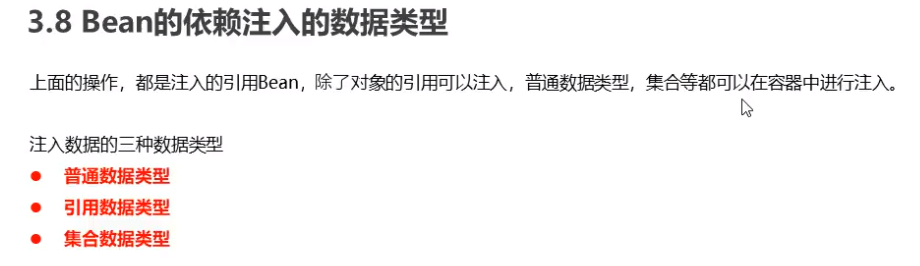 3.8 Bean的依赖注入的数据类型
上面的操作，都是注入的引用Bean，除了对象的引用可以注入，普通数据类型，集合等都可以在容器中进行注入。
注入数据的三种数据类型
● 普通数据类型
● 引用数据类型
● 集合数据类型